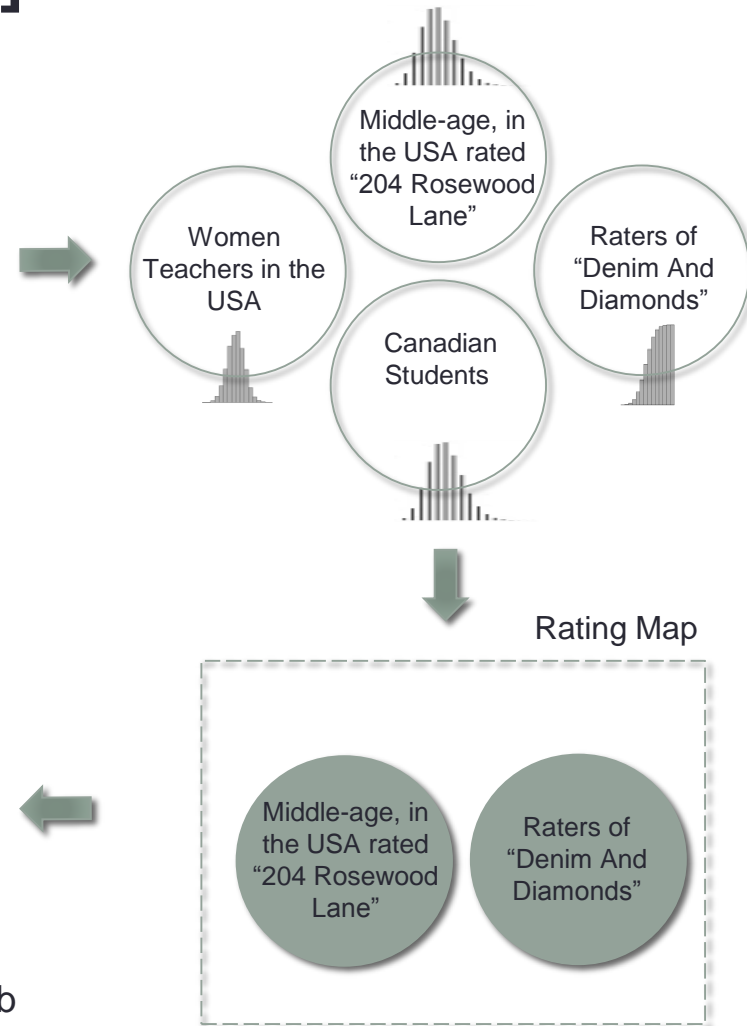 ]
Middle-age, in
the USA rated
“204 Rosewood
Lane”
Women
Teachers in the
USA
Raters of
“Denim And
Diamonds”
Canadian
Students
Rating Map
Middle-age, in
the USA rated
“204 Rosewood
Lane”
Raters of
“Denim And
Diamonds”
b